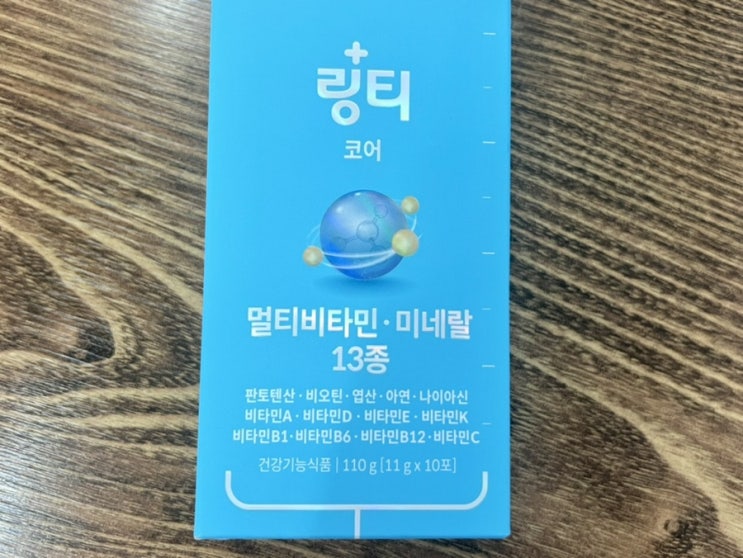 링티
코어
멀티비타민·미네랄
13종
판토텐산·비오틴·엽산·아연·나이아신
비타민A·비타민D·비타민E·비타민K
비타민B1·비타민B6·비타민B12·비타민C
건강기능식품 | 110 g [11 g x 10포]